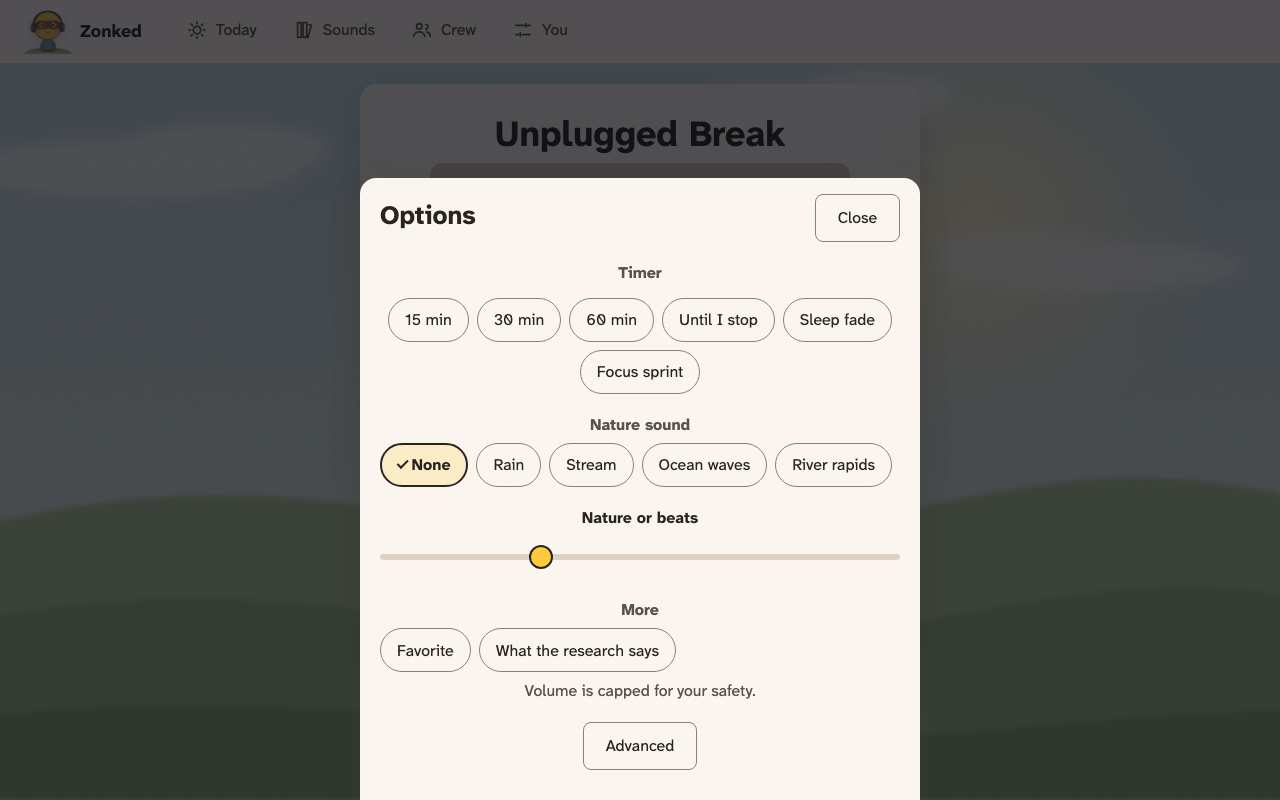 Zonked
Today
Sounds
Crew
You
Unplugged Break
Options
Close
Timer
15 min
30 min
60 min
Until I stop
Sleep fade
Focus sprint
Nature sound
None
Rain
Stream
Ocean waves
River rapids
Nature or beats
More
Favorite
What the research says
Volume is capped for your safety.
Advanced